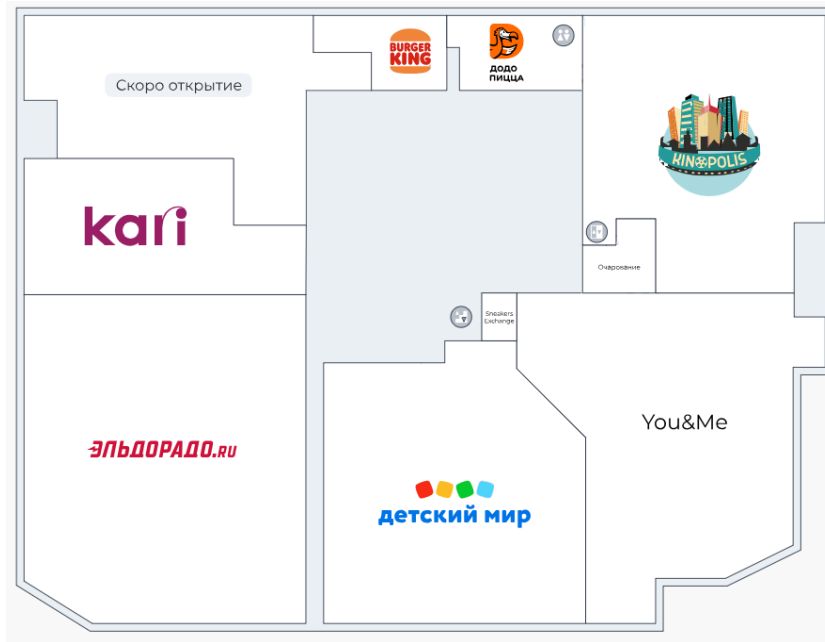 BURGER
KING
ДОДО
ПИЦЦА
Скоро открытие
KINOPOLIS
kari
Очарование
Sneakers
Exchange
You&Me
ЭЛЬДОРАДО.RU
детский мир